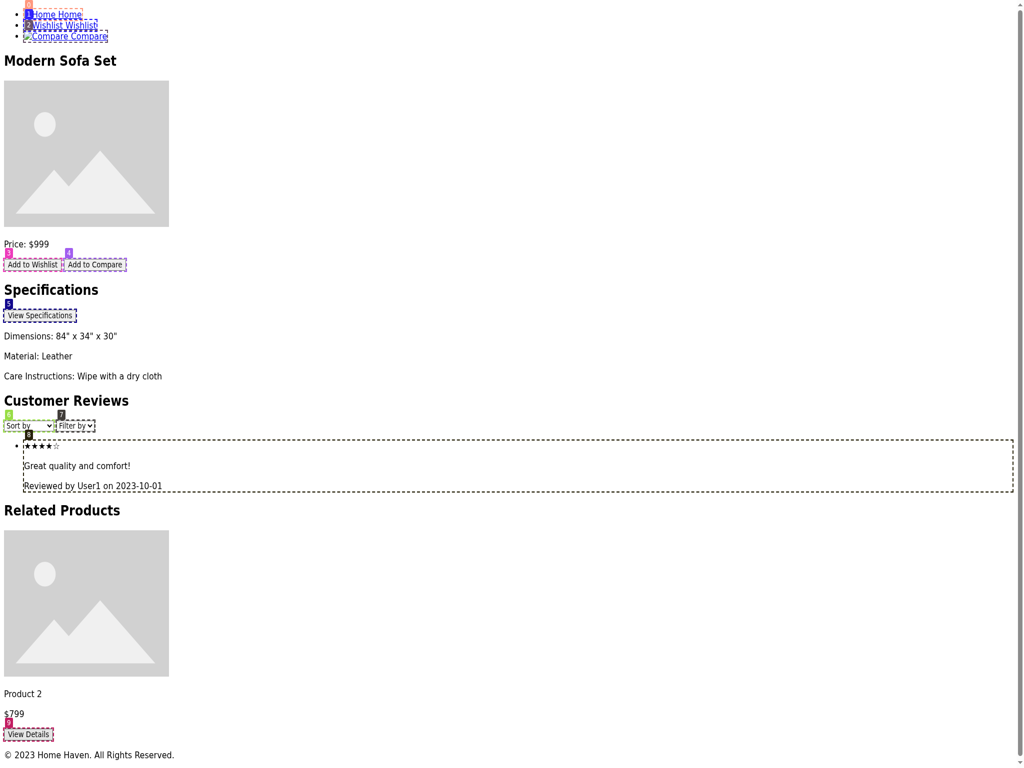 0
1 Home Home
2 Wishlist Wishlist
Compare Compare
Modern Sofa Set
Price: $999
3 4
Add to Wishlist Add to Compare
Specifications
5
View Specifications
Dimensions: 84" x 34" x 30"
Material: Leather
Care Instructions: Wipe with a dry cloth
Customer Reviews
6 7
Sort by Filter by
8
★★★★☆
Great quality and comfort!
Reviewed by User1 on 2023-10-01
Related Products
Product 2
$799
9
View Details
© 2023 Home Haven. All Rights Reserved.